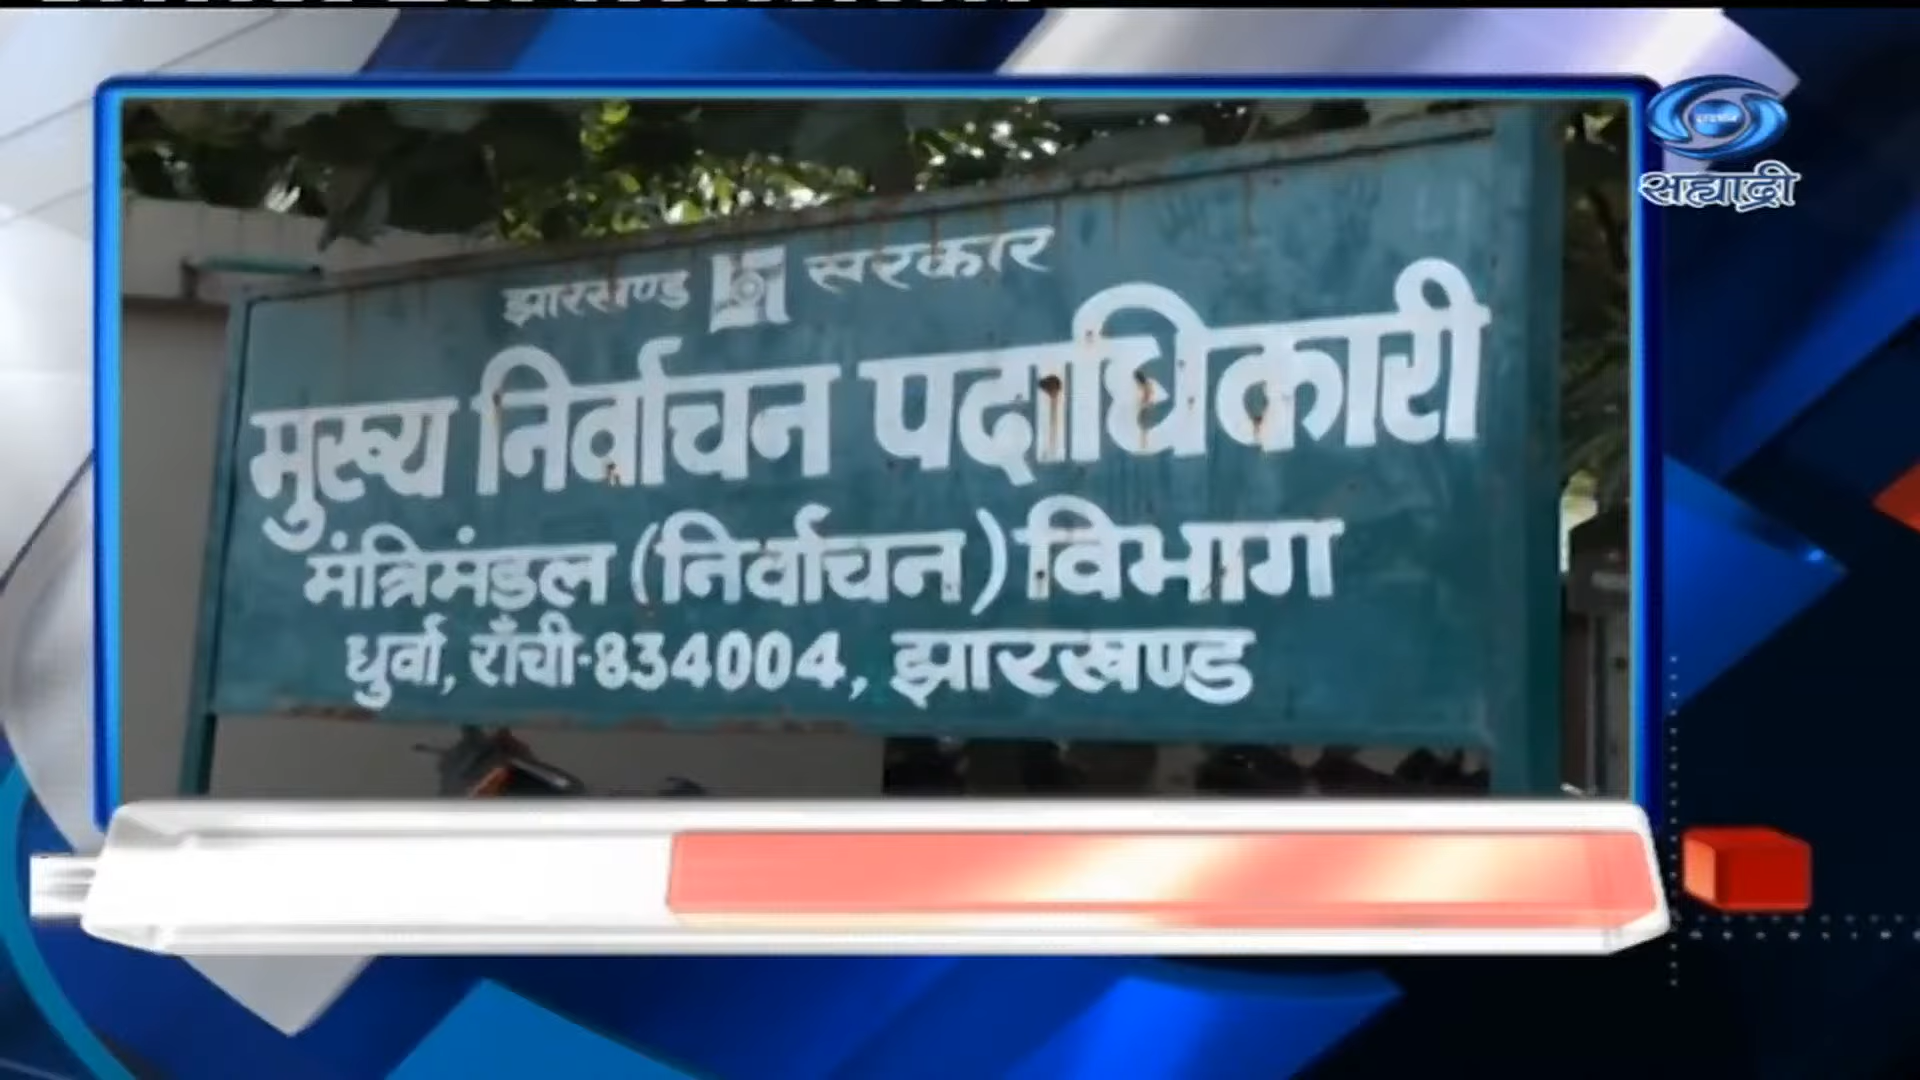 झारखण्ड सरकार
मुख्य निर्वाचन पदाधिकारी
मंत्रिमंडल (निर्वाचन) विभाग
धुर्वा, राँची-834004, झारखण्ड
सह्याद्री